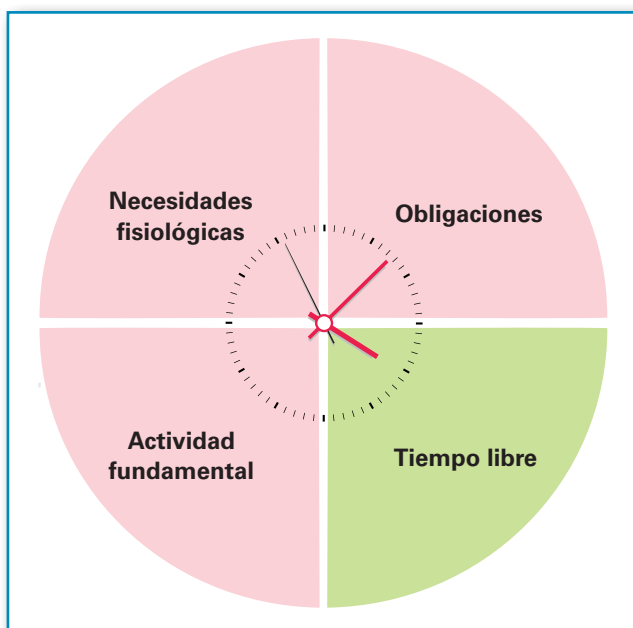 Necesidades
fisiológicas
Obligaciones
Actividad
fundamental
Tiempo libre